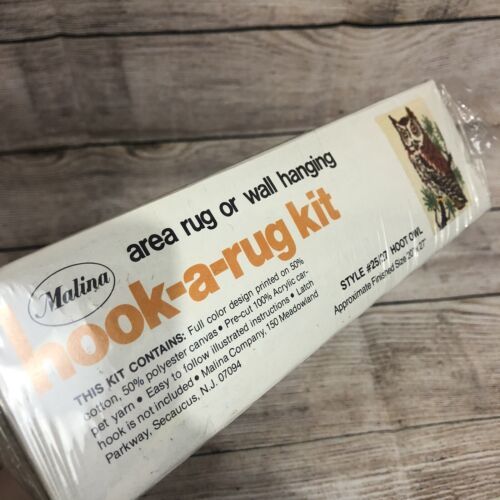 Malina
area rug or wall hanging
hook-a-rug kit
THIS KIT CONTAINS: Full color design printed on 50%
cotton, 50% polyester canvas • Pre-cut 100% Acrylic car-
pet yarn • Easy to follow illustrated instructions • Latch
hook is not included • Malina Company, 150 Meadowland
Parkway, Secaucus, N.J. 07094
HOOT OWL
Approximate Finished Size 20" x 27"